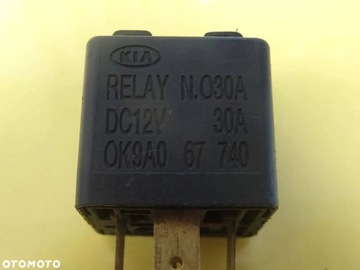 KIA
RELAY N.O30A
DC12V 30A
OK9A0 67 740
OTOMOTO